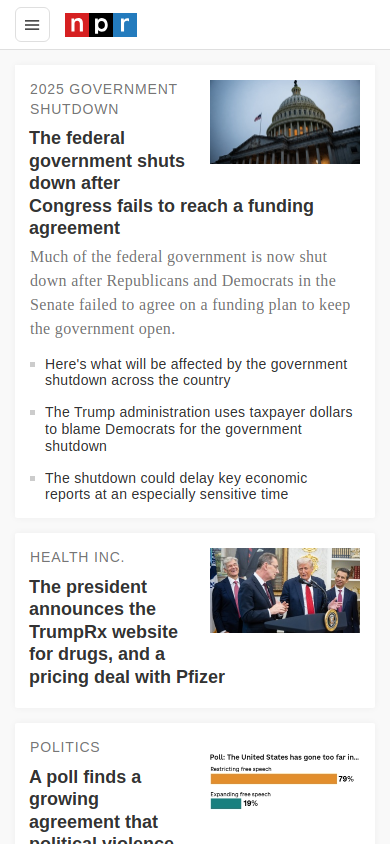 npr
2025 GOVERNMENT
SHUTDOWN
The federal
government shuts
down after
Congress fails to reach a funding
agreement
Much of the federal government is now shut
down after Republicans and Democrats in the
Senate failed to agree on a funding plan to keep
the government open.
Here's what will be affected by the government
shutdown across the country
The Trump administration uses taxpayer dollars
to blame Democrats for the government
shutdown
The shutdown could delay key economic
reports at an especially sensitive time
HEALTH INC.
The president
announces the
TrumpRx website
for drugs, and a
pricing deal with Pfizer
POLITICS
A poll finds a
growing
agreement that
political violence
Poll: The United States has gone too far in...
Restricting free speech
79%
Expanding free speech
19%